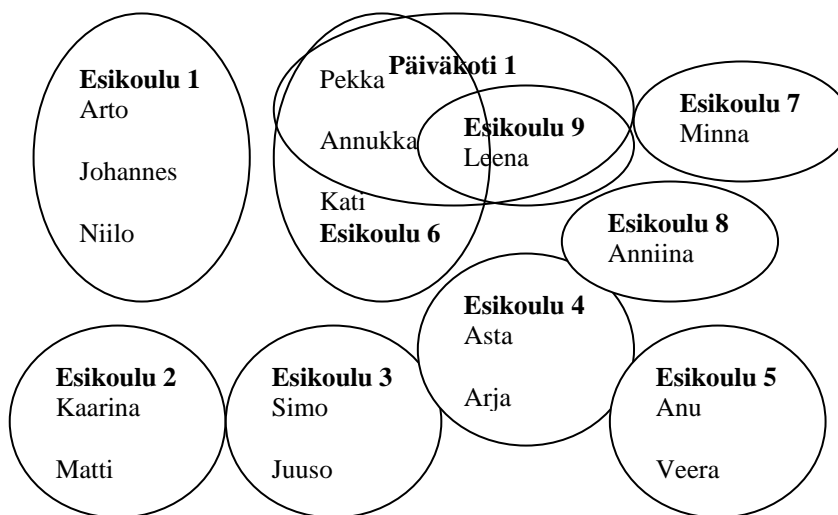 Esikoulu 1
Arto
Johannes
Niilo
Pekka
Päiväkoti 1
Annukka
Kati
Esikoulu 6
Esikoulu 9
Leena
Esikoulu 7
Minna
Esikoulu 8
Anniina
Esikoulu 4
Asta
Arja
Esikoulu 2
Kaarina
Matti
Esikoulu 3
Simo
Juuso
Esikoulu 5
Anu
Veera